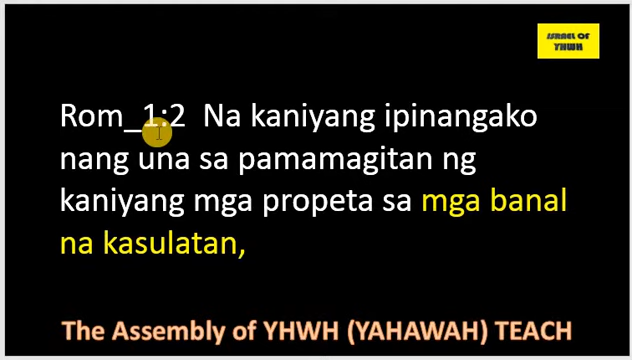 ISRAEL OF
YHWH
Rom_1:2 Na kaniyang ipinangako
nang una sa pamamagitan ng
kaniyang mga propeta sa mga banal
na kasulatan,
The Assembly of YHWH (YAHAWAH) TEACH